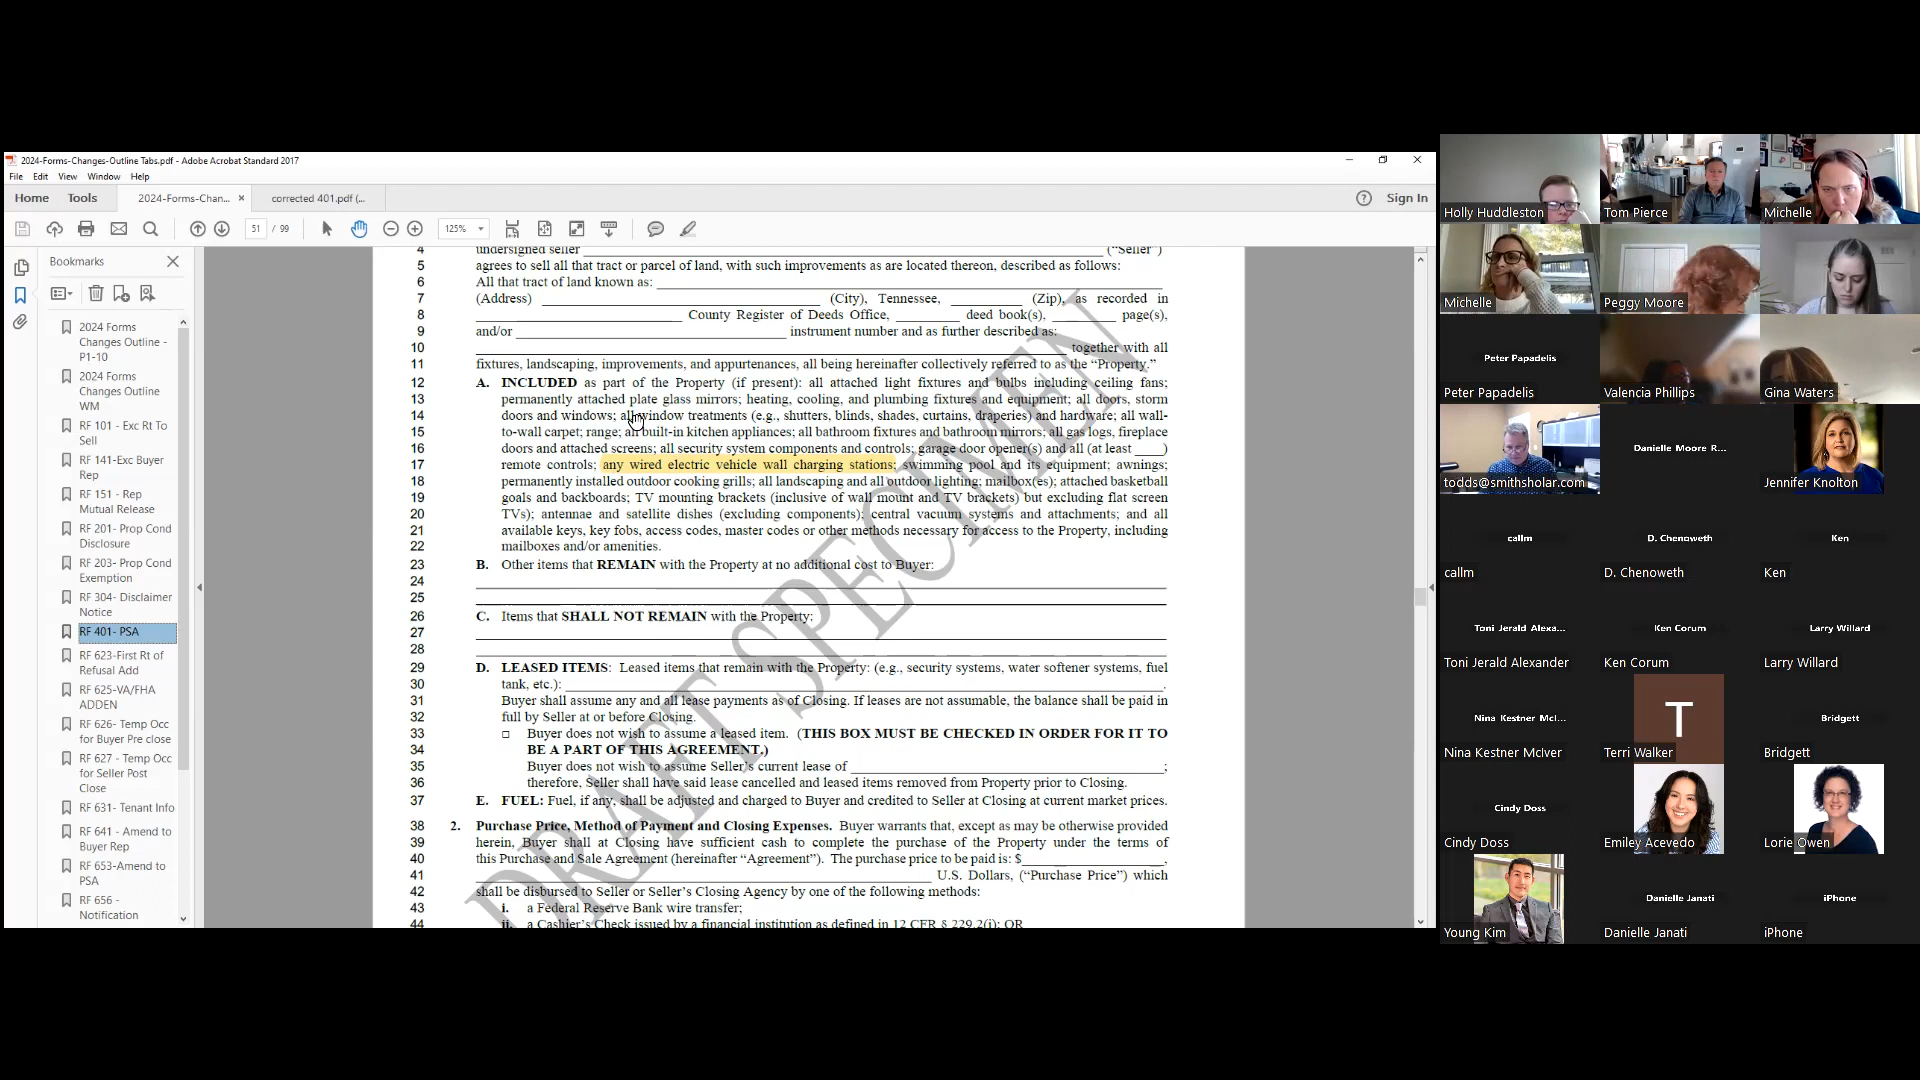 2024-Forms-Changes-Outline Tabs.pdf - Adobe Acrobat Standard 2017
File Edit View Window Help
Home Tools 2024-Forms-Chan... × corrected 401.pdf (... Sign In
51 / 99 125%
Bookmarks
2024 Forms
Changes Outline -
P1-10
2024 Forms
Changes Outline
WM
RF 101 - Exc Rt To
Sell
RF 141-Exc Buyer
Rep
RF 151 - Rep
Mutual Release
RF 201- Prop Cond
Disclosure
RF 203- Prop Cond
Exemption
RF 304- Disclaimer
Notice
RF 401- PSA
RF 623-First Rt of
Refusal Add
RF 625-VA/FHA
ADDEN
RF 626- Temp Occ
for Buyer Pre close
RF 627 - Temp Occ
for Seller Post
Close
RF 631- Tenant Info
RF 641 - Amend to
Buyer Rep
RF 653-Amend to
PSA
RF 656 -
Notification
4 undersigned seller ("Seller")
5 agrees to sell all that tract or parcel of land, with such improvements as are located thereon, described as follows:
6 All that tract of land known as:
7 (Address) (City), Tennessee, (Zip), as recorded in
8 County Register of Deeds Office, deed book(s), page(s),
9 and/or instrument number and as further described as:
10 together with all
11 fixtures, landscaping, improvements, and appurtenances, all being hereinafter collectively referred to as the “Property.”
12 A. INCLUDED as part of the Property (if present): all attached light fixtures and bulbs including ceiling fans;
13 permanently attached plate glass mirrors; heating, cooling, and plumbing fixtures and equipment; all doors, storm
14 doors and windows; all window treatments (e.g., shutters, blinds, shades, curtains, draperies) and hardware; all wall-
15 to-wall carpet; range; all built-in kitchen appliances; all bathroom fixtures and bathroom mirrors; all gas logs, fireplace
16 doors and attached screens; all security system components and controls; garage door opener(s) and all (at least ____)
17 remote controls; any wired electric vehicle wall charging stations; swimming pool and its equipment; awnings;
18 permanently installed outdoor cooking grills; all landscaping and all outdoor lighting; mailbox(es); attached basketball
19 goals and backboards; TV mounting brackets (inclusive of wall mount and TV brackets) but excluding flat screen
20 TVs); antennae and satellite dishes (excluding components); central vacuum systems and attachments; and all
21 available keys, key fobs, access codes, master codes or other methods necessary for access to the Property, including
22 mailboxes and/or amenities.
23 B. Other items that REMAIN with the Property at no additional cost to Buyer:
24
25
26 C. Items that SHALL NOT REMAIN with the Property;
27
28
29 D. LEASED ITEMS: Leased items that remain with the Property: (e.g., security systems, water softener systems, fuel
30 tank, etc.): .
31 Buyer shall assume any and all lease payments as of Closing. If leases are not assumable, the balance shall be paid in
32 full by Seller at or before Closing.
33 □ Buyer does not wish to assume a leased item. (THIS BOX MUST BE CHECKED IN ORDER FOR IT TO
34 BE A PART OF THIS AGREEMENT.)
35 Buyer does not wish to assume Seller's current lease of ;
36 therefore, Seller shall have said lease cancelled and leased items removed from Property prior to Closing.
37 E. FUEL: Fuel, if any, shall be adjusted and charged to Buyer and credited to Seller at Closing at current market prices.
38 2. Purchase Price, Method of Payment and Closing Expenses. Buyer warrants that, except as may be otherwise provided
39 herein, Buyer shall at Closing have sufficient cash to complete the purchase of the Property under the terms of
40 this Purchase and Sale Agreement (hereinafter “Agreement”). The purchase price to be paid is: $ ,
41 U.S. Dollars, (“Purchase Price”) which
42 shall be disbursed to Seller or Seller's Closing Agency by one of the following methods:
43 i. a Federal Reserve Bank wire transfer;
44 ii. a Cashier's Check issued by a financial institution as defined in 12 CFR § 229.2(i); OR
DRAFT SPECIMEN
Holly Huddleston Tom Pierce Michelle
Michelle Peggy Moore
Peter Papadelis
Peter Papadelis Valencia Phillips Gina Waters
Danielle Moore R...
todds@smithsholar.com Jennifer Knolton
callm D. Chenoweth Ken
callm D. Chenoweth Ken
Toni Jerald Alexa... Ken Corum Larry Willard
Toni Jerald Alexander Ken Corum Larry Willard
Nina Kestner McI... T Bridgett
Nina Kestner McIver Terri Walker Bridgett
Cindy Doss
Cindy Doss Emiley Acevedo Lorie Owen
Danielle Janati iPhone
Young Kim Danielle Janati iPhone